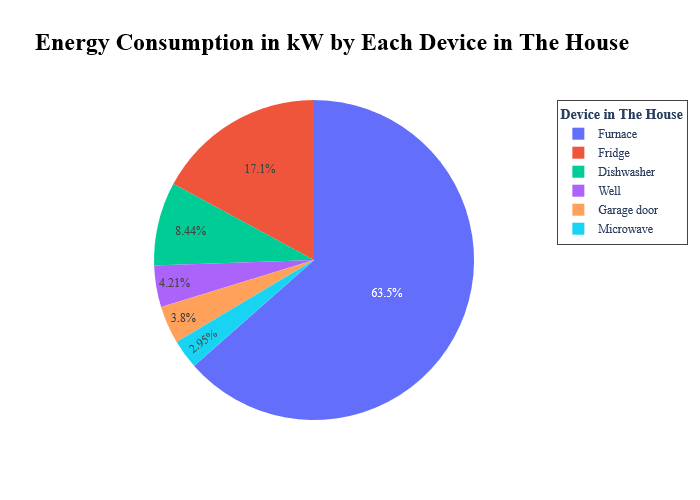 Energy Consumption in kW by Each Device in The House
Device in The House
Furnace
Fridge
Dishwasher
Well
Garage door
Microwave
17.1%
8.44%
4.21%
3.8%
2.95%
63.5%